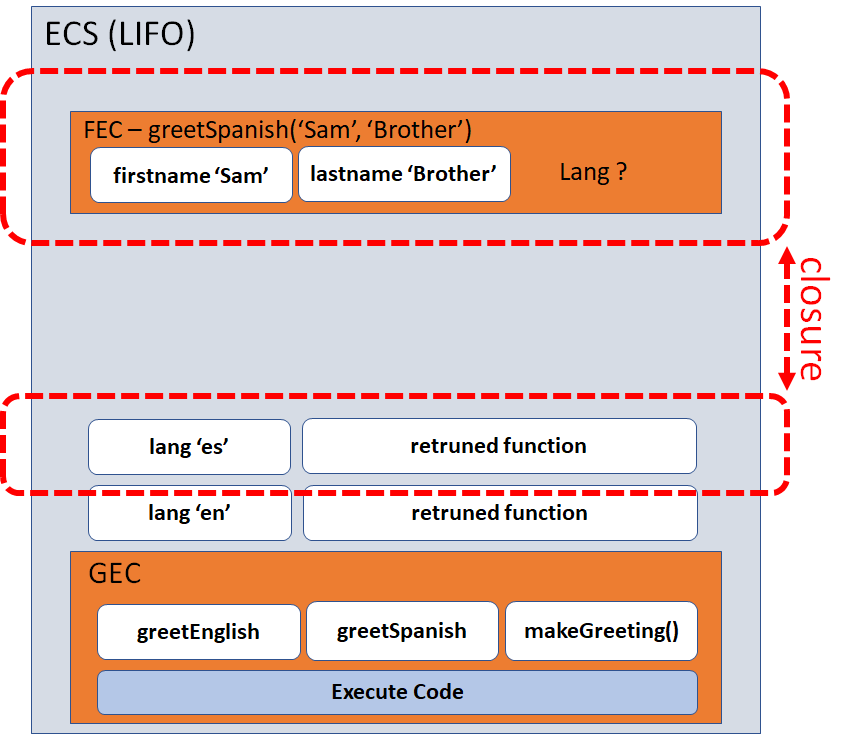 ECS (LIFO)
FEC – greetSpanish(‘Sam’, ‘Brother’)
firstname ‘Sam’
lastname ‘Brother’
Lang ?
closure
lang ‘es’
retruned function
lang ‘en’
retruned function
GEC
greetEnglish
greetSpanish
makeGreeting()
Execute Code